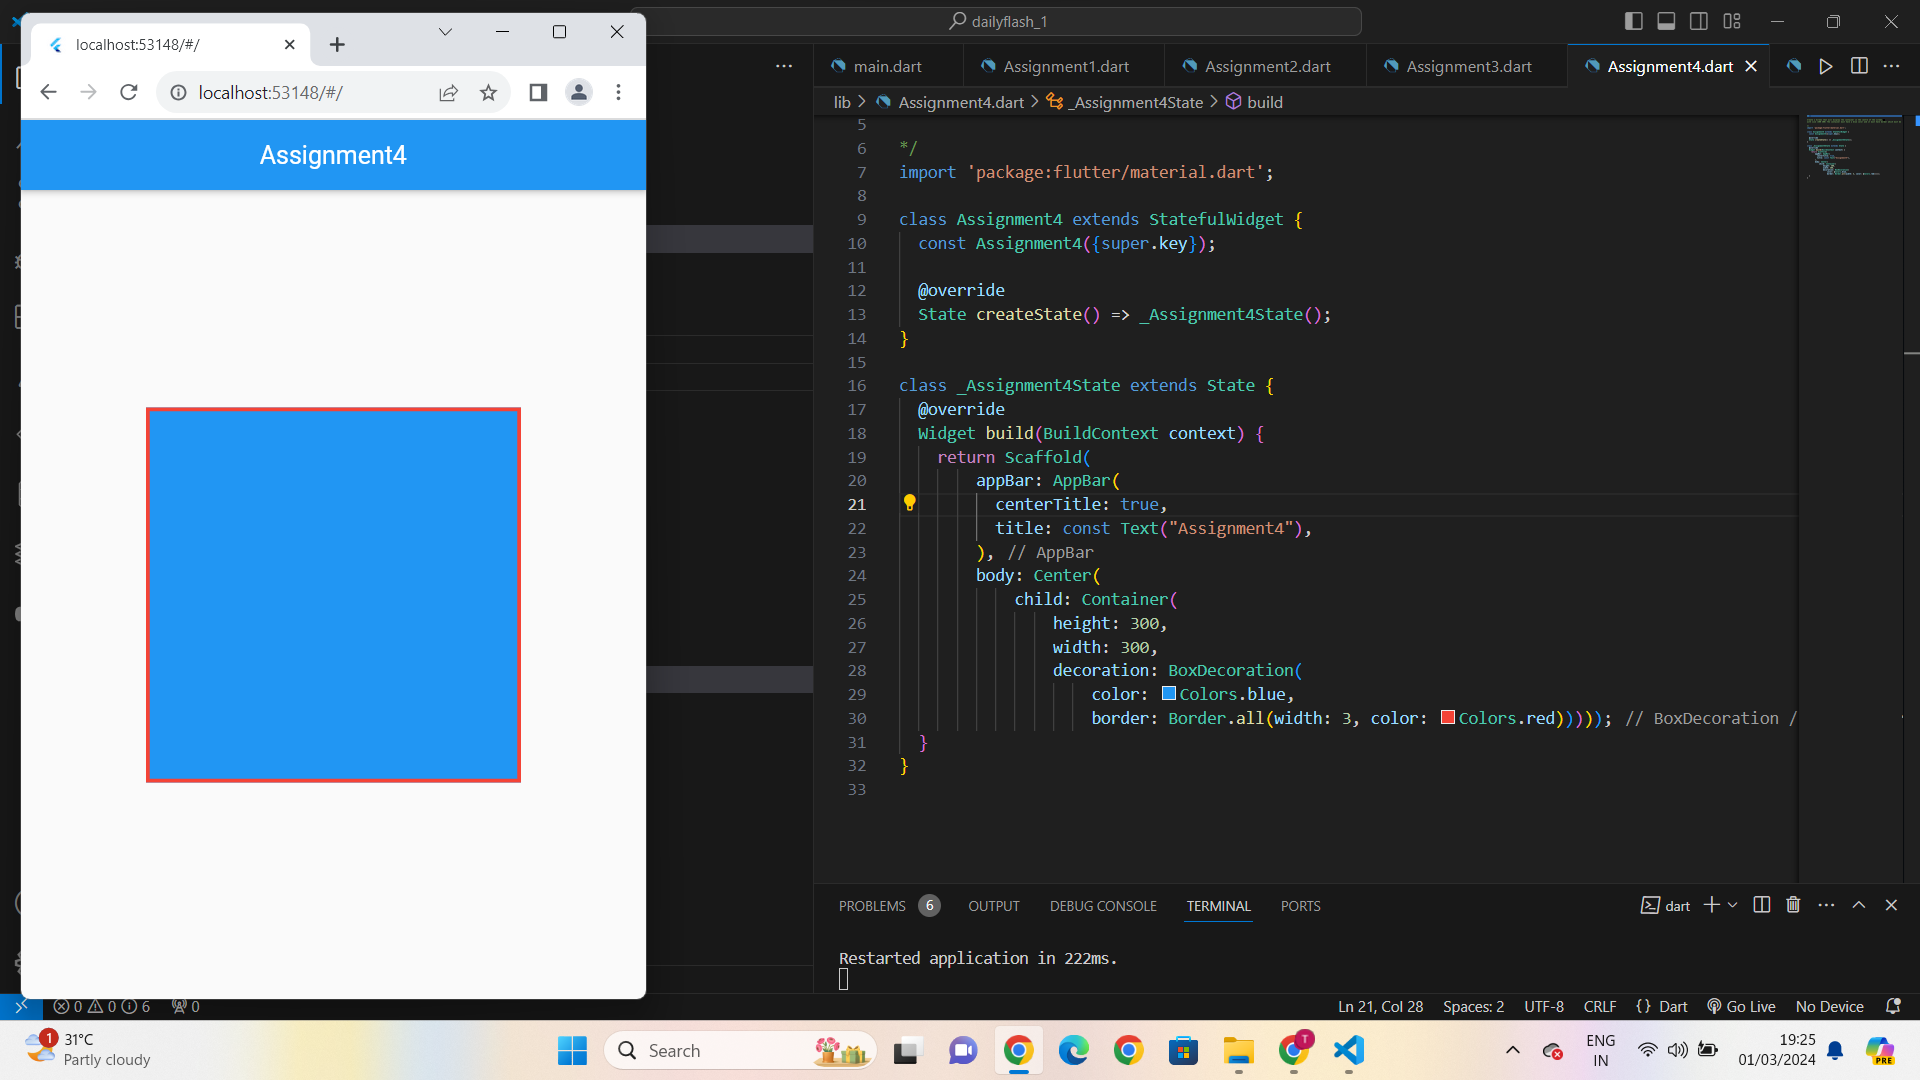 dailyflash_1
localhost:53148/#/
localhost:53148/#/
Assignment4
main.dart
Assignment1.dart
Assignment2.dart
Assignment3.dart
Assignment4.dart
lib > Assignment4.dart > _Assignment4State > build
5
6 */
7 import 'package:flutter/material.dart';
8
9 class Assignment4 extends StatefulWidget {
10 const Assignment4({super.key});
11
12 @override
13 State createState() => _Assignment4State();
14 }
15
16 class _Assignment4State extends State {
17 @override
18 Widget build(BuildContext context) {
19 return Scaffold(
20 appBar: AppBar(
21 centerTitle: true,
22 title: const Text("Assignment4"),
23 ), // AppBar
24 body: Center(
25 child: Container(
26 height: 300,
27 width: 300,
28 decoration: BoxDecoration(
29 color: Colors.blue,
30 border: Border.all(width: 3, color: Colors.red))))); // BoxDecoration /
31 }
32 }
33
PROBLEMS 6 OUTPUT DEBUG CONSOLE TERMINAL PORTS
dart
Restarted application in 222ms.
0 0 6 0
Ln 21, Col 28 Spaces: 2 UTF-8 CRLF {} Dart Go Live No Device
1
31°C
Partly cloudy
Search
T
ENG
IN
19:25
01/03/2024
PRE